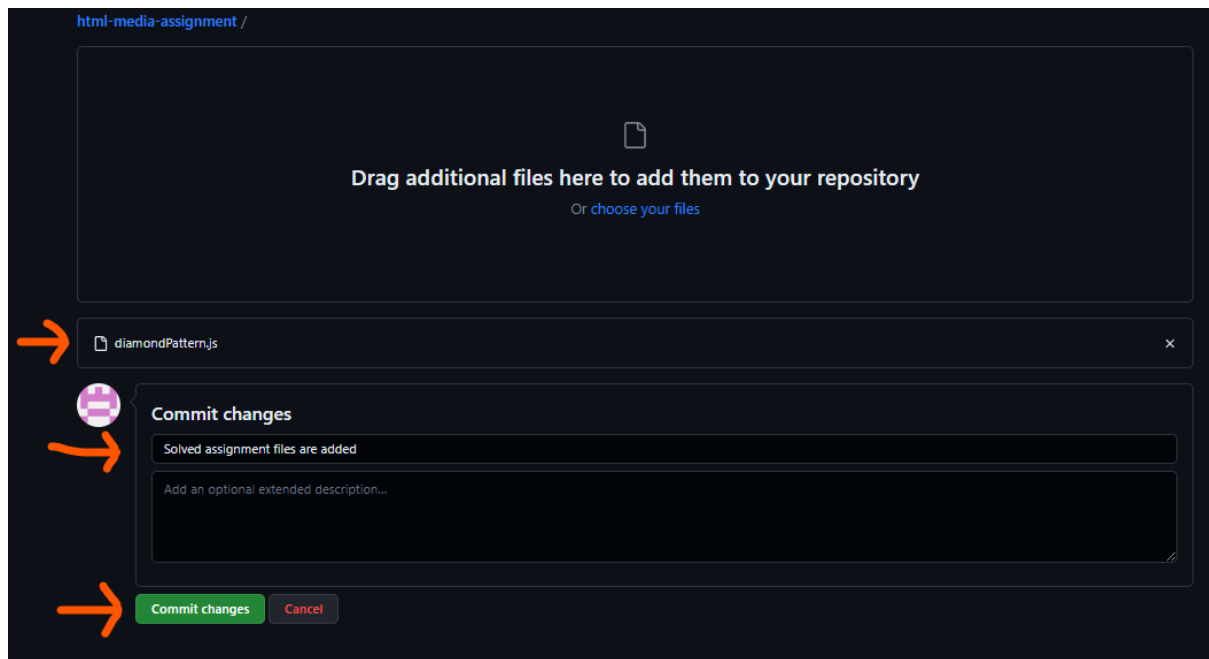 html-media-assignment /
Drag additional files here to add them to your repository
Or choose your files
diamondPattern.js
Commit changes
Solved assignment files are added
Add an optional extended description...
Commit changes Cancel